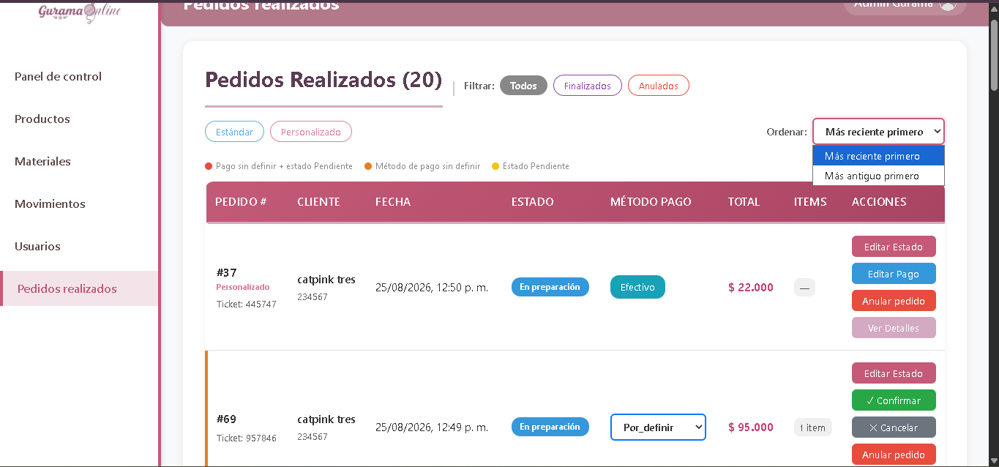 Gurama Online
Pedidos realizados
Admin Gurama
Panel de control
Productos
Materiales
Movimientos
Usuarios
Pedidos realizados
Pedidos Realizados (20)
Filtrar: Todos Finalizados Anulados
Estándar Personalizado
Ordenar: Más reciente primero
Más reciente primero
Más antiguo primero
Pago sin definir + estado Pendiente Método de pago sin definir Estado Pendiente
PEDIDO # CLIENTE FECHA ESTADO MÉTODO PAGO TOTAL ITEMS ACCIONES
#37
Personalizado
Ticket: 445747
catpink tres
234567
25/08/2026, 12:50 p. m.
En preparación
Efectivo
$ 22.000
—
Editar Estado
Editar Pago
Anular pedido
Ver Detalles
#69
Ticket: 957846
catpink tres
234567
25/08/2026, 12:49 p. m.
En preparación
Por_definir
$ 95.000
1 item
Editar Estado
✓ Confirmar
✕ Cancelar
Anular pedido